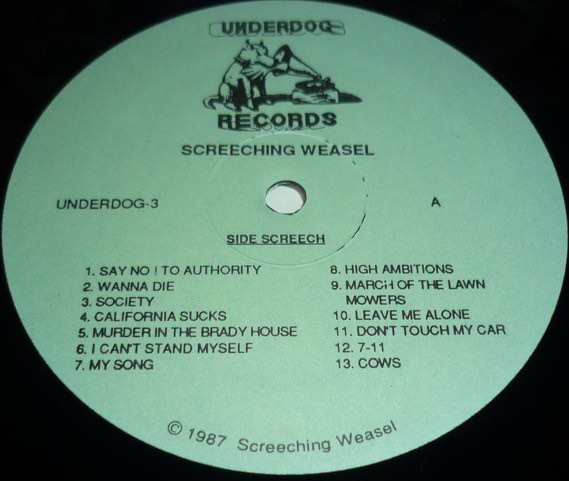 UNDERDOG
RECORDS
SCREECHING WEASEL
UNDERDOG-3
A
SIDE SCREECH
1. SAY NO ! TO AUTHORITY
2. WANNA DIE
3. SOCIETY
4. CALIFORNIA SUCKS
5. MURDER IN THE BRADY HOUSE
6. I CAN'T STAND MYSELF
7. MY SONG
8. HIGH AMBITIONS
9. MARCH OF THE LAWN
MOWERS
10. LEAVE ME ALONE
11. DON'T TOUCH MY CAR
12. 7-11
13. COWS
© 1987 Screeching Weasel